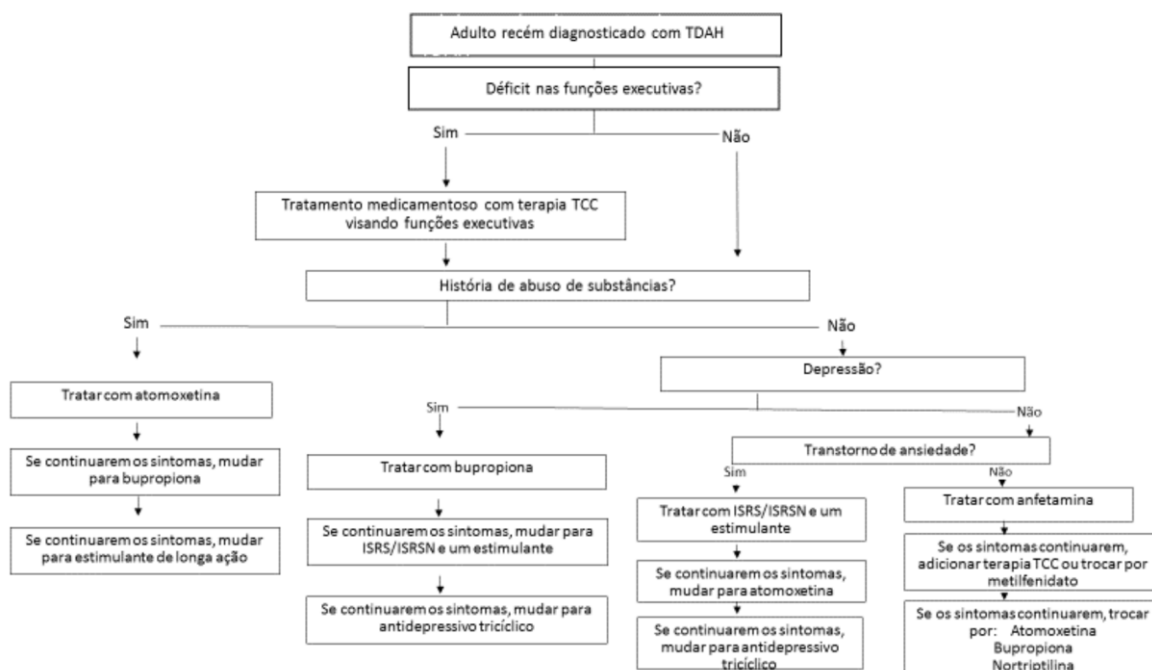 Adulto recém diagnosticado com TDAH
Déficit nas funções executivas?
Sim
Não
Tratamento medicamentoso com terapia TCC
visando funções executivas
História de abuso de substâncias?
Sim
Não
Depressão?
Tratar com atomoxetina
Sim
Não
Transtorno de ansiedade?
Se continuarem os sintomas, mudar
para bupropiona
Tratar com bupropiona
Sim
Não
Tratar com ISRS/ISRSN e um
estimulante
Tratar com anfetamina
Se continuarem os sintomas, mudar
para estimulante de longa ação
Se continuarem os sintomas, mudar para
ISRS/ISRSN e um estimulante
Se os sintomas continuarem,
adicionar terapia TCC ou trocar por
metilfenidato
Se continuarem os sintomas,
mudar para atomoxetina
Se continuarem os sintomas, mudar para
antidepressivo tricíclico
Se continuarem os sintomas,
mudar para antidepressivo
tricíclico
Se os sintomas continuarem, trocar
por: Atomoxetina
Bupropiona
Nortriptilina